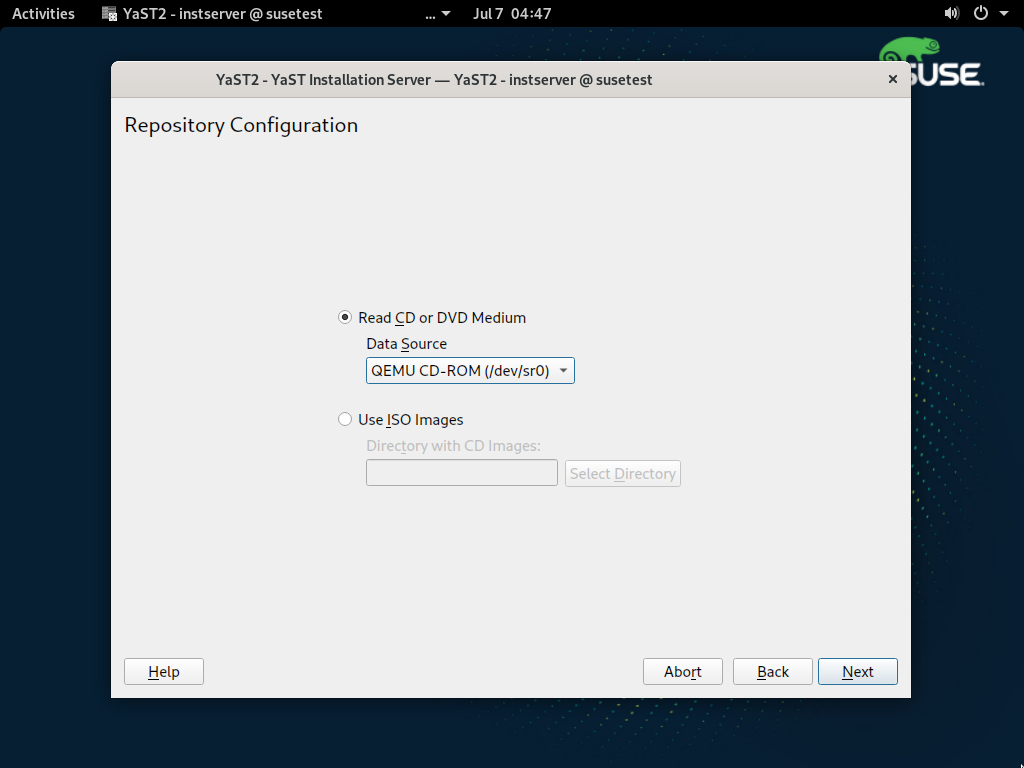 Activities YaST2 - instserver @ susetest ... Jul 7 04:47
YaST2 - YaST Installation Server — YaST2 - instserver @ susetest
SUSE
Repository Configuration
Read CD or DVD Medium
Data Source
QEMU CD-ROM (/dev/sr0)
Use ISO Images
Directory with CD Images:
Select Directory
Help Abort Back Next